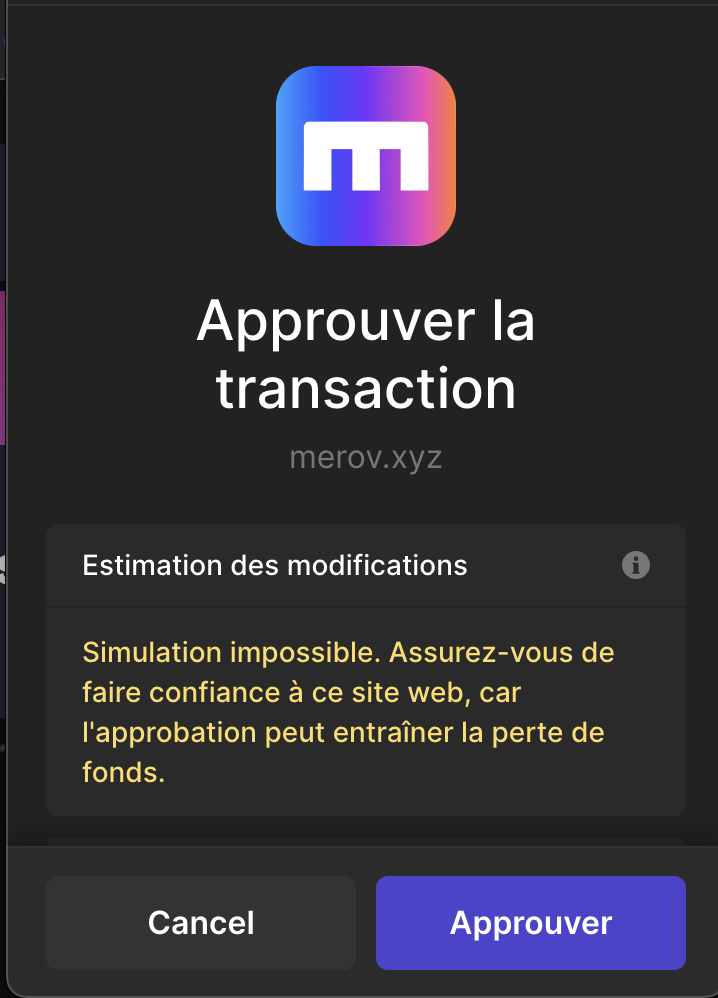 m
Approuver la
transaction
merov.xyz
Estimation des modifications
Simulation impossible. Assurez-vous de
faire confiance à ce site web, car
l'approbation peut entraîner la perte de
fonds.
Cancel
Approuver